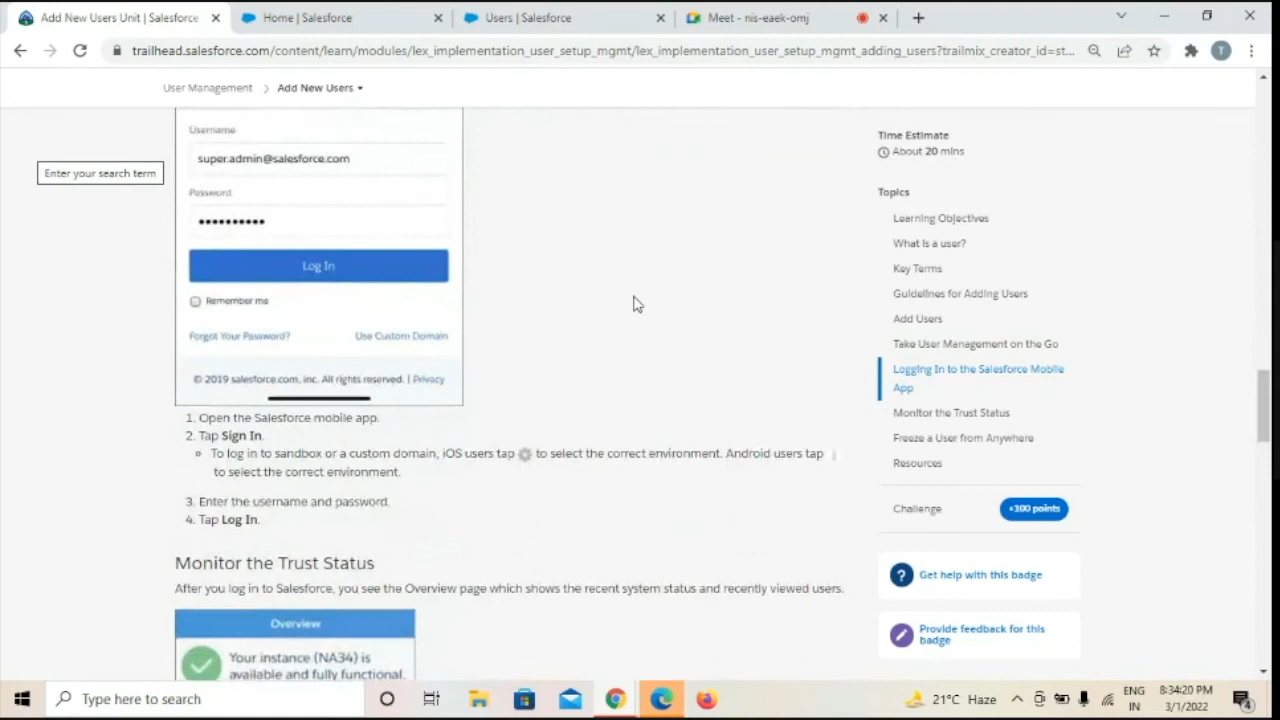 Add New Users Unit | Salesforce
Home | Salesforce
Users | Salesforce
Meet - nis-eaek-omj
trailhead.salesforce.com/content/learn/modules/lex_implementation_user_setup_mgmt/lex_implementation_user_setup_mgmt_adding_users?trailmix_creator_id=st...
T
User Management
Add New Users
Username
super.admin@salesforce.com
Enter your search term
Password
Log In
Remember me
Forgot Your Password?
Use Custom Domain
© 2019 salesforce.com, inc. All rights reserved. | Privacy
1. Open the Salesforce mobile app.
2. Tap Sign In.
To log in to sandbox or a custom domain, iOS users tap to select the correct environment. Android users tap
to select the correct environment.
3. Enter the username and password.
4. Tap Log In.
Monitor the Trust Status
After you log in to Salesforce, you see the Overview page which shows the recent system status and recently viewed users.
Overview
Your instance (NA34) is
available and fully functional.
Time Estimate
About 20 mins
Topics
Learning Objectives
What Is a user?
Key Terms
Guidelines for Adding Users
Add Users
Take User Management on the Go
Logging In to the Salesforce Mobile
App
Monitor the Trust Status
Freeze a User from Anywhere
Resources
Challenge
+100 points
? Get help with this badge
Provide feedback for this
badge
Type here to search
21°C Haze
ENG
IN
8:34:20 PM
3/1/2022
4